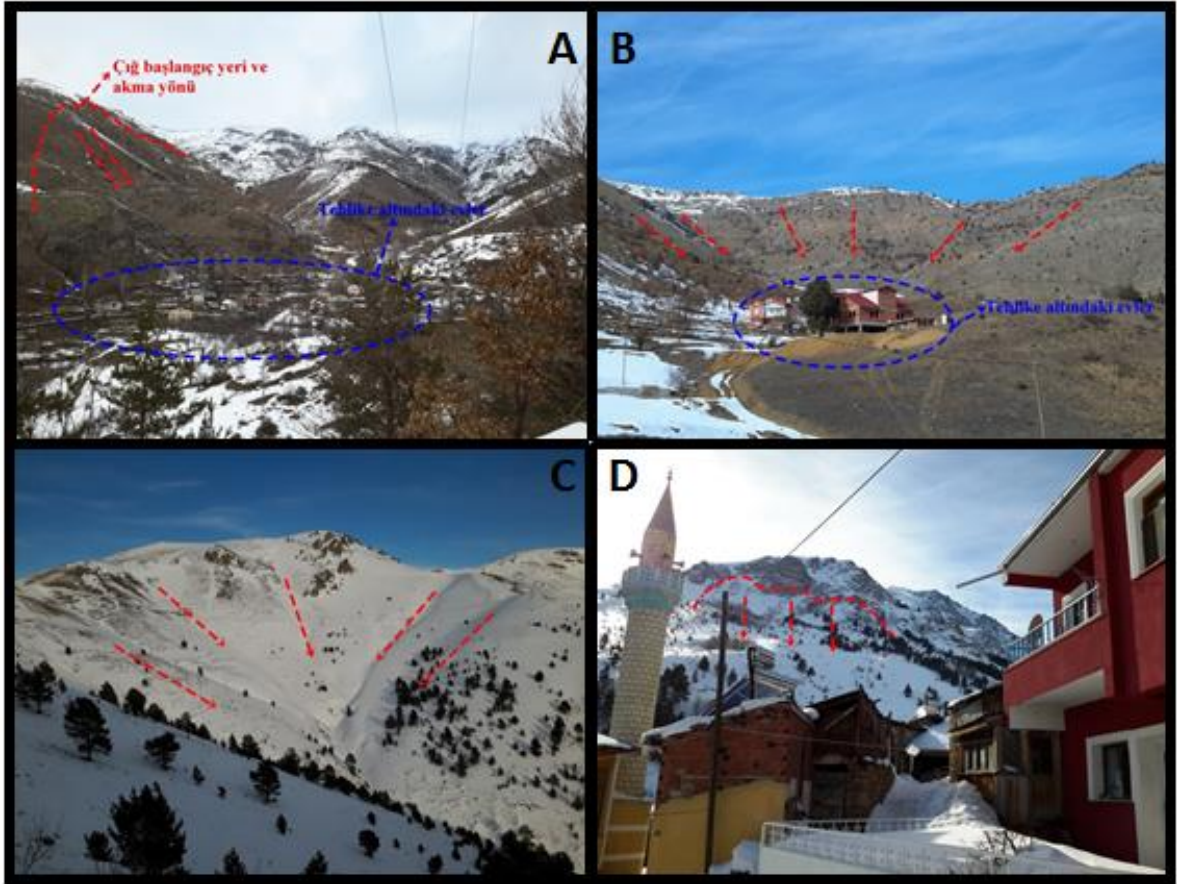 A
Çığ başlangıç yeri ve
akma yönü
Tehlike altındaki evler
B
Tehlike altındaki evler
C
D